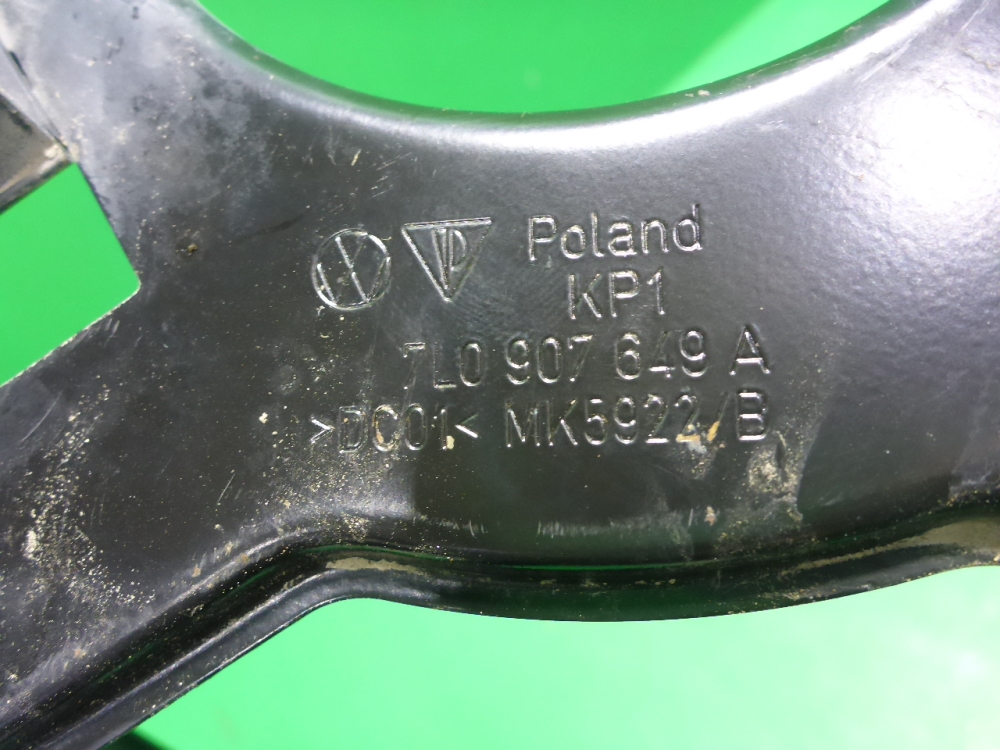 Poland
KP1
7L0 907 649 A
>DC01< MK5922/B